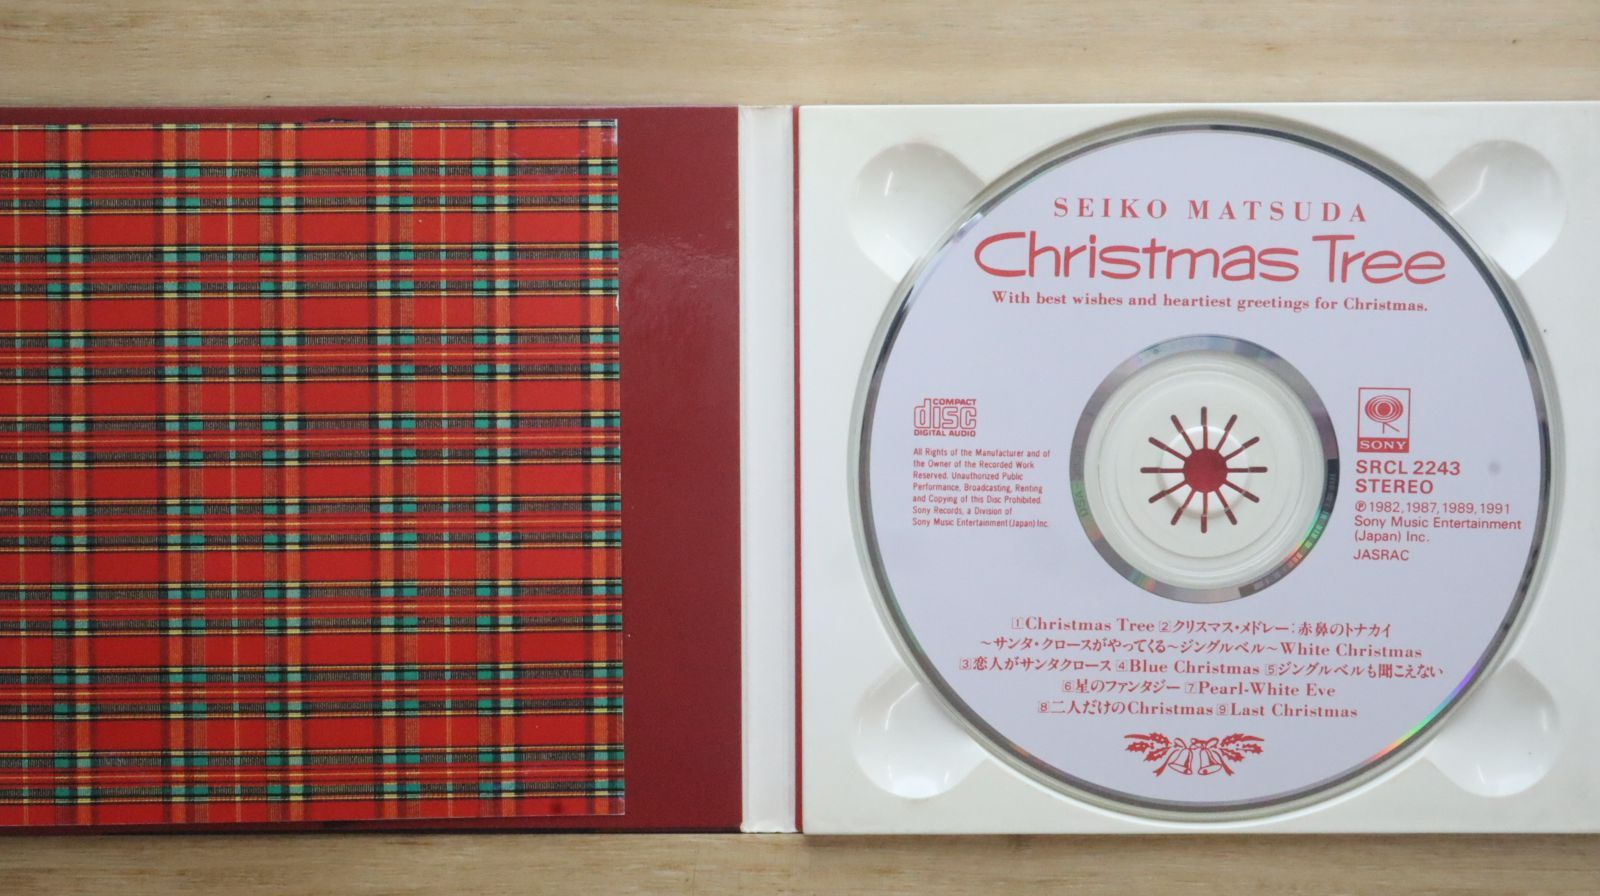 SEIKO MATSUDA
Christmas Tree
With best wishes and heartiest greetings for Christmas.
COMPACT
disc
DIGITAL AUDIO
All Rights of the Manufacturer and of
the Owner of the Recorded Work
Reserved. Unauthorized Public
Performance, Broadcasting, Renting
and Copying of this Disc Prohibited.
Sony Records, a Division of
Sony Music Entertainment (Japan) Inc.
SONY
SRCL 2243
STEREO
℗1982, 1987, 1989, 1991
Sony Music Entertainment
(Japan) Inc.
JASRAC
1Christmas Tree 2クリスマス・メドレー:赤鼻のトナカイ
~サンタ・クロースがやってくる~ジングルベル~White Christmas
3恋人がサンタクロース 4Blue Christmas 5ジングルベルも聞こえない
6星のファンタジー 7Pearl-White Eve
8二人だけのChristmas 9Last Christmas